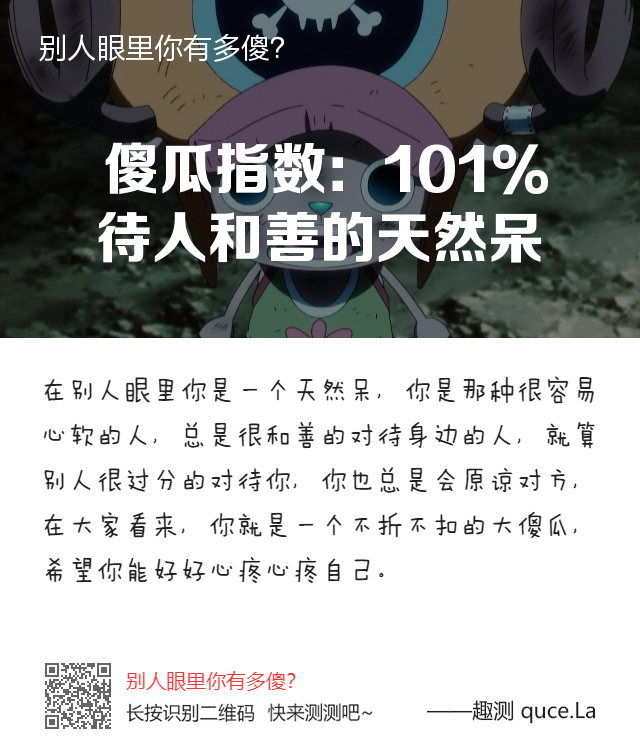 别人眼里你有多傻?
傻瓜指数：101%
待人和善的天然呆
在别人眼里你是一个天然呆，你是那种很容易
心软的人，总是很和善的对待身边的人，就算
别人很过分的对待你，你也总是会原谅对方，
在大家看来，你就是一个不折不扣的大傻瓜，
希望你能好好心疼心疼自己。
别人眼里你有多傻?
长按识别二维码 快来测测吧~
——趣测 quce.La